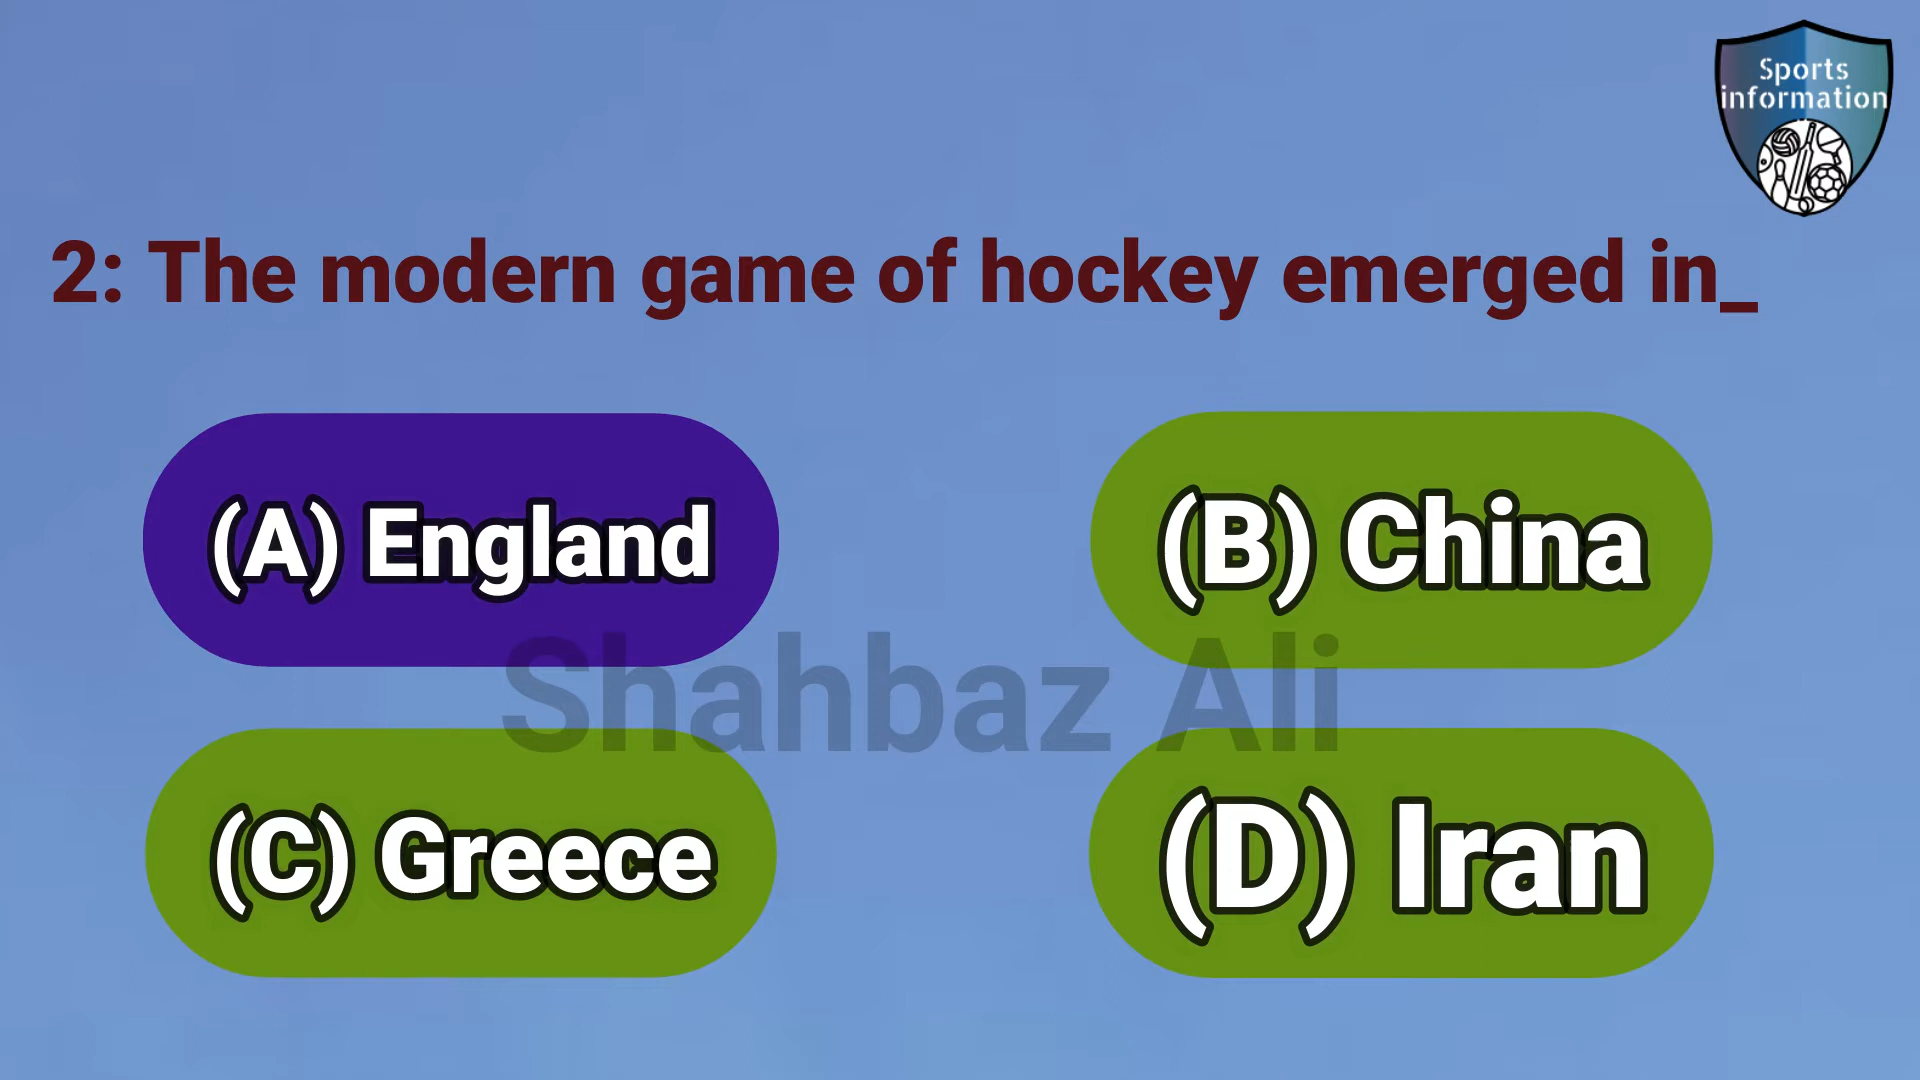 Sports
information
2: The modern game of hockey emerged in_
(A) England
(B) China
Shahbaz Ali
(C) Greece
(D) Iran